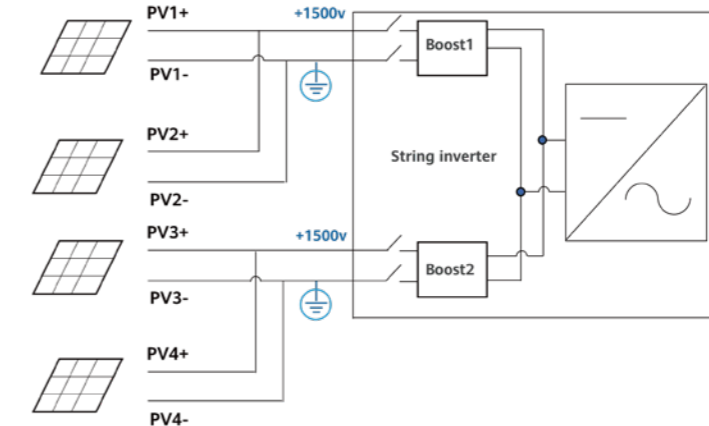 PV1+
+1500v
Boost1
PV1-
PV2+
String inverter
PV2-
PV3+
+1500v
Boost2
PV3-
PV4+
PV4-